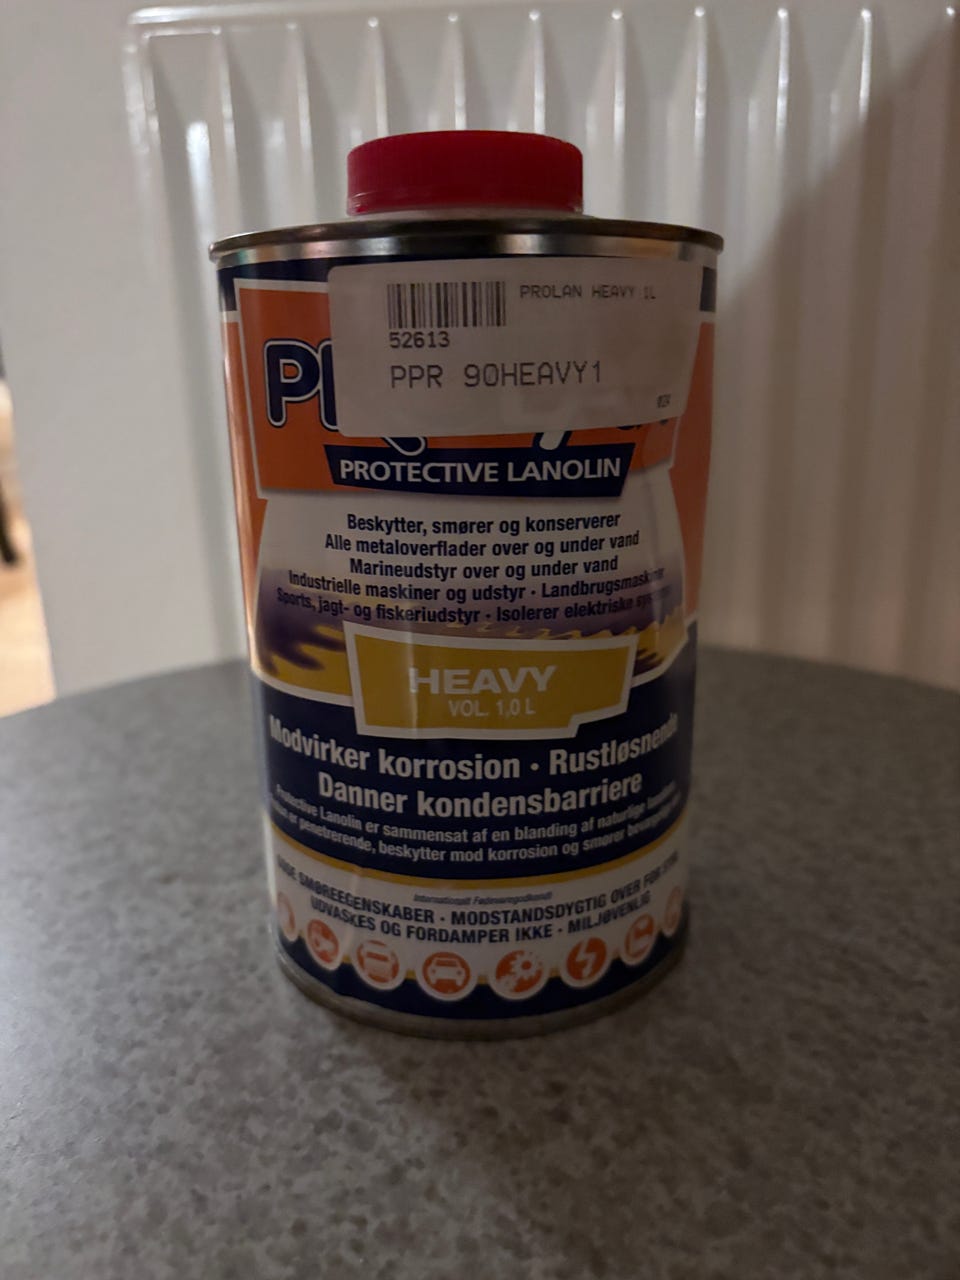 PROLAN HEAVY 1L
52613
PPR 90HEAVY1
PROTECTIVE LANOLIN
Beskytter, smører og konserverer
Alle metaloverflader over og under vand
Marineudstyr over og under vand
Industrielle maskiner og udstyr · Landbrugsmaskiner
Sports, jagt- og fiskeriudstyr · Isolerer elektriske
HEAVY
VOL. 1,0 L
Modvirker korrosion · Rustløsnende
Danner kondensbarriere
Protective Lanolin er sammensat af en blanding af naturlige
er penetrerende, beskytter mod korrosion og smører
Internationalt Fødevaregodkendt
SMØREEGENSKABER · MODSTANDSDYGTIG OVER FOR
UDVASKES OG FORDAMPER IKKE · MILJØVENLIG